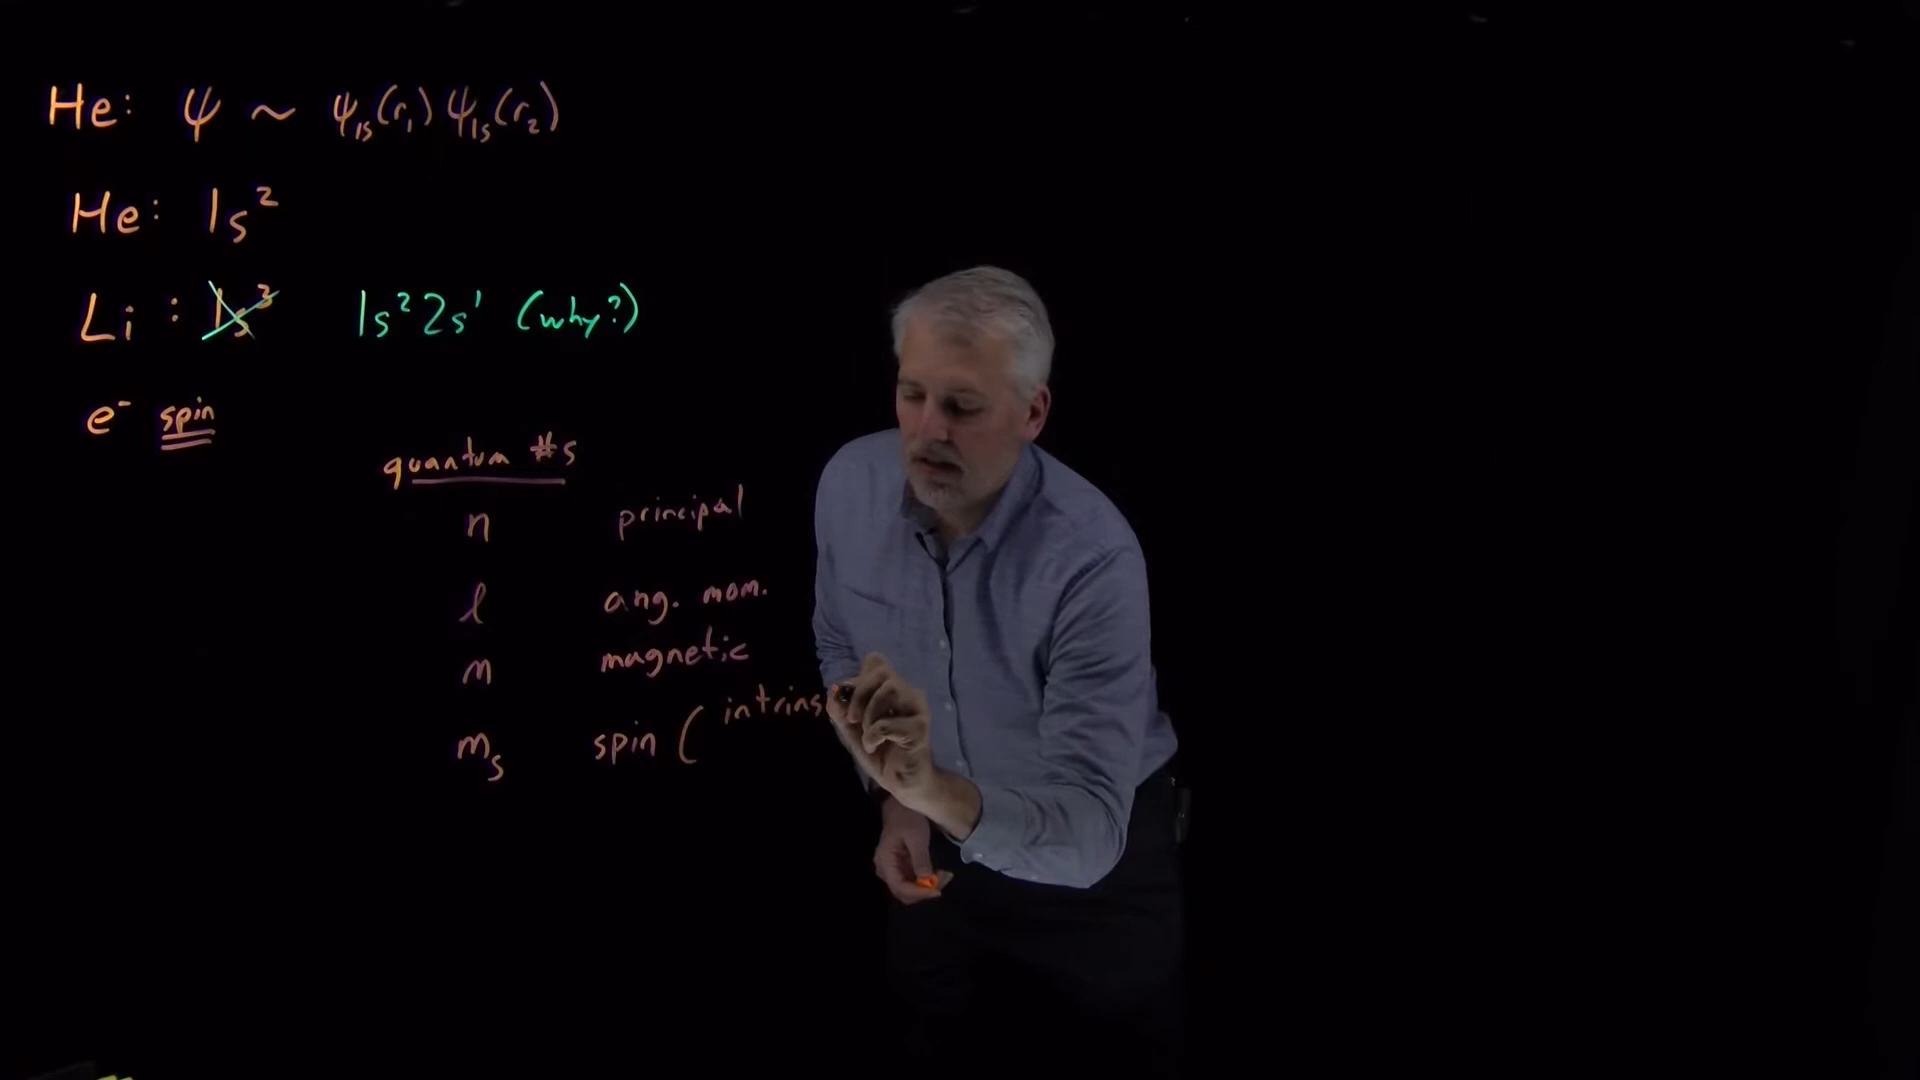 He: ψ ~ ψ₁ₛ(r₁) ψ₁ₛ(r₂)
He: 1s²
Li: 1s³ 1s² 2s¹ (why?)
e⁻ spin
quantum #s
n principal
l ang. mom.
m magnetic
mₛ spin ( intrins